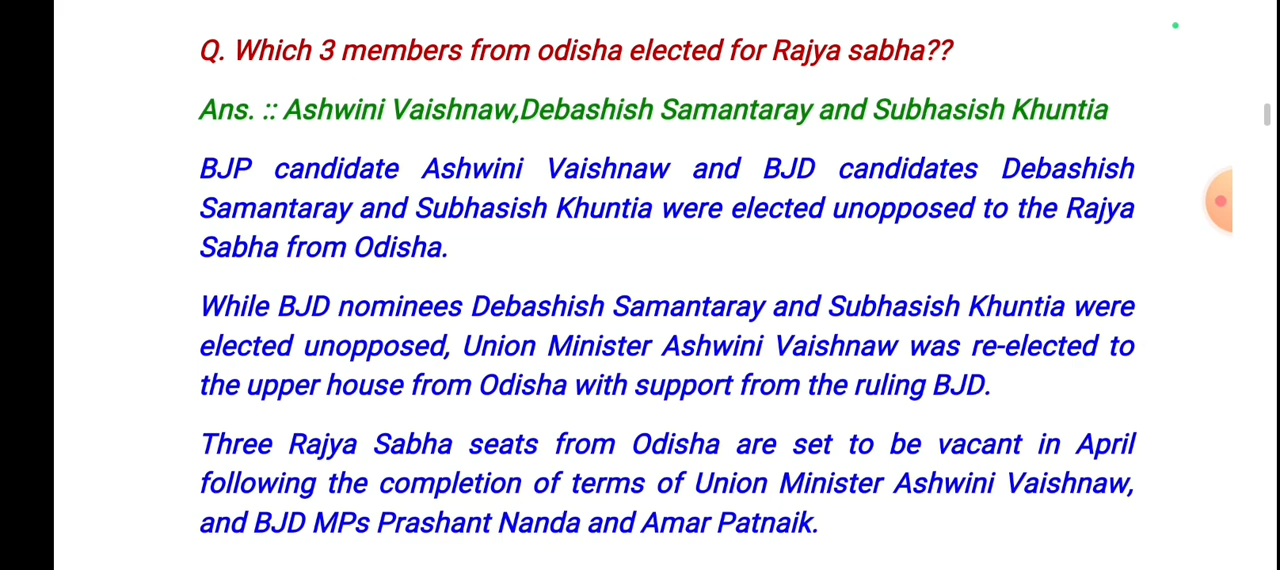 Q. Which 3 members from odisha elected for Rajya sabha??
Ans. :: Ashwini Vaishnaw,Debashish Samantaray and Subhasish Khuntia
BJP candidate Ashwini Vaishnaw and BJD candidates Debashish
Samantaray and Subhasish Khuntia were elected unopposed to the Rajya
Sabha from Odisha.
While BJD nominees Debashish Samantaray and Subhasish Khuntia were
elected unopposed, Union Minister Ashwini Vaishnaw was re-elected to
the upper house from Odisha with support from the ruling BJD.
Three Rajya Sabha seats from Odisha are set to be vacant in April
following the completion of terms of Union Minister Ashwini Vaishnaw,
and BJD MPs Prashant Nanda and Amar Patnaik.